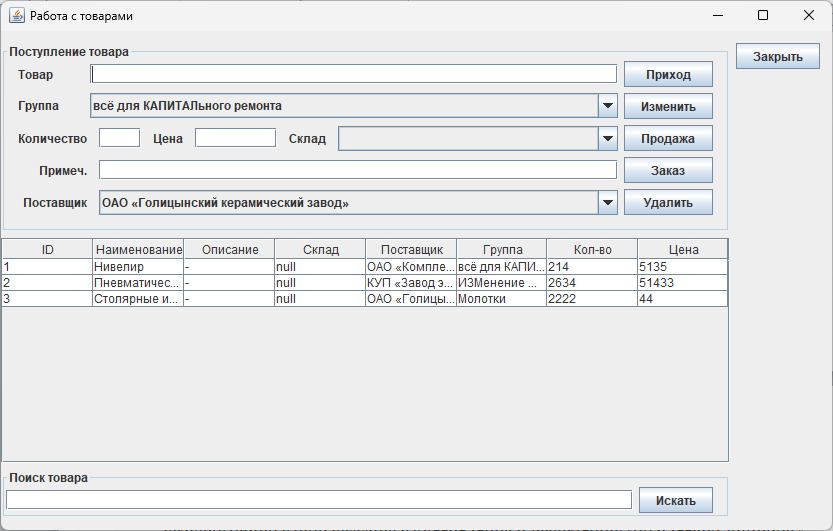 Работа с товарами
Поступление товара
Закрыть
Товар Приход
Группа всё для КАПИТАЛьного ремонта Изменить
Количество Цена Склад Продажа
Примеч. Заказ
Поставщик ОАО «Голицынский керамический завод» Удалить
ID Наименование Описание Склад Поставщик Группа Кол-во Цена
1 Нивелир - null ОАО «Компле... всё для КАПИ... 214 5135
2 Пневматичес... - null КУП «Завод э... ИЗМенение ... 2634 51433
3 Столярные и... - null ОАО «Голицы... Молотки 2222 44
Поиск товара
Искать